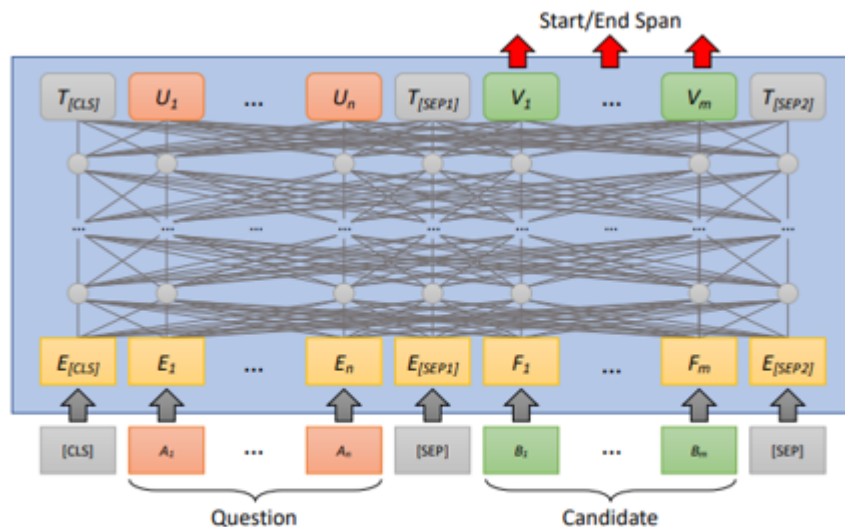 Start/End Span
T[CLS] U1 ... Un T[SEP1] V1 ... Vm T[SEP2]
... ... ... ... ... ... ... ... ...
E[CLS] E1 ... En E[SEP1] F1 ... Fm E[SEP2]
[CLS] A1 ... An [SEP] B1 ... Bm [SEP]
Question Candidate